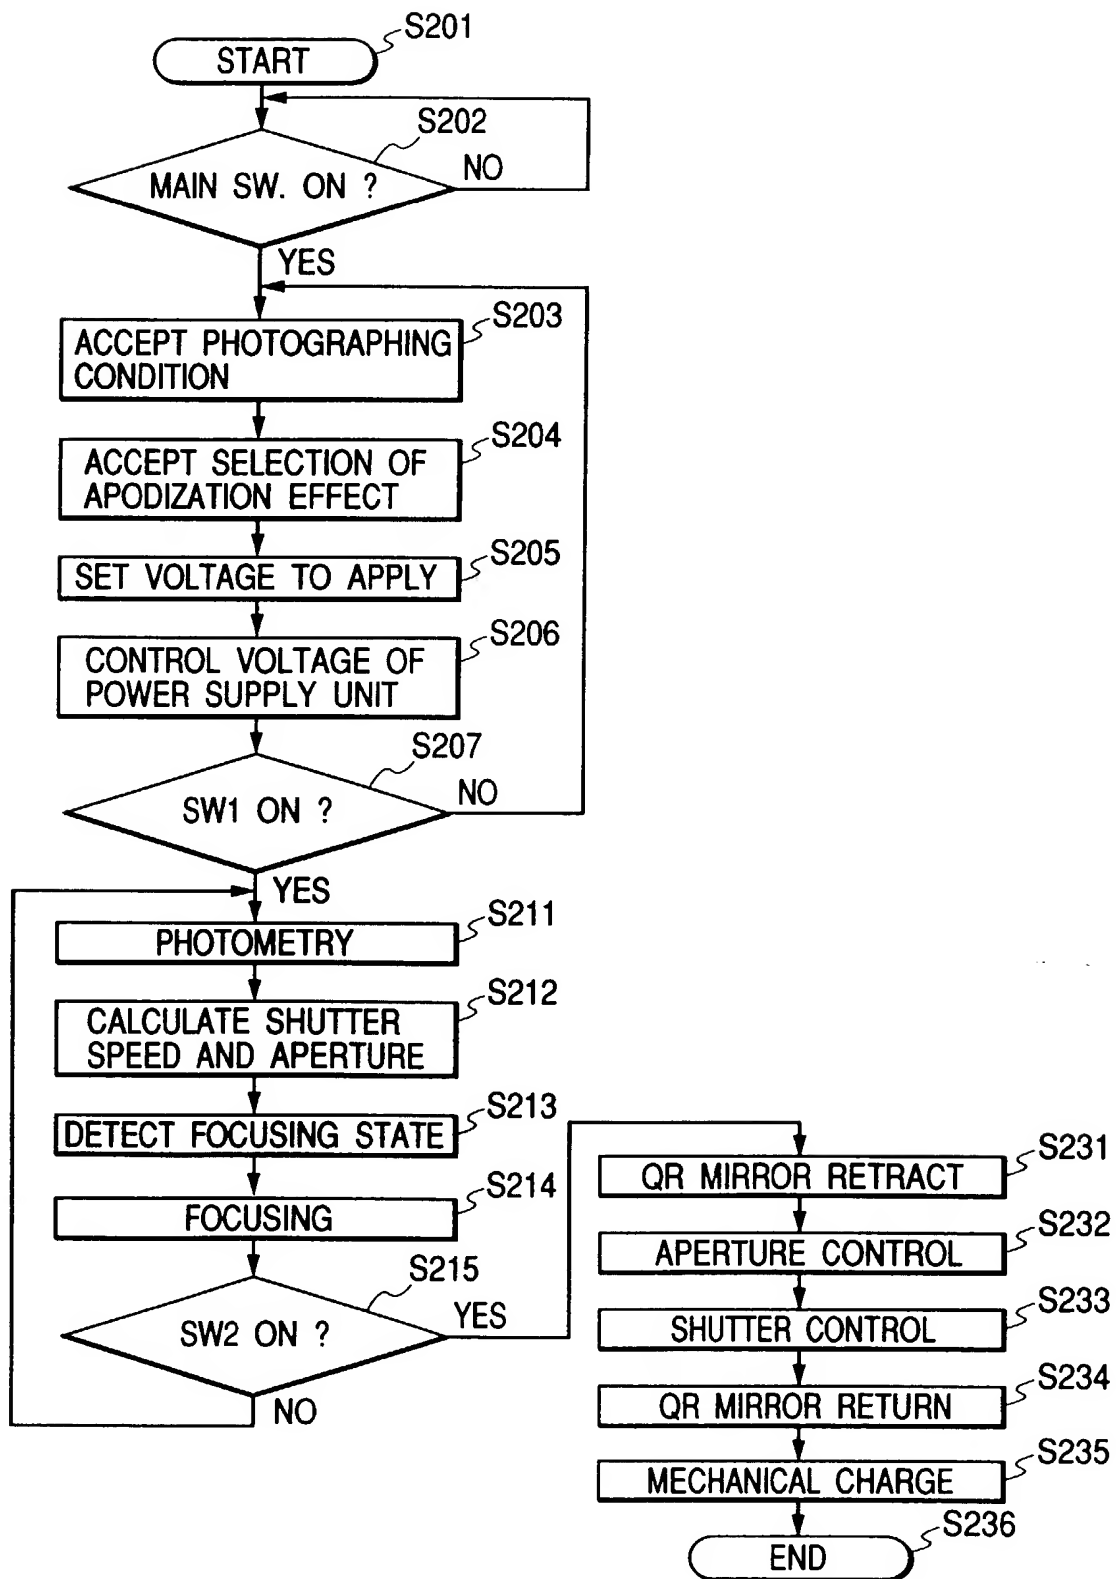 S201
START
S202
MAIN SW. ON ?
NO
YES
S203
ACCEPT PHOTOGRAPHING
CONDITION
S204
ACCEPT SELECTION OF
APODIZATION EFFECT
S205
SET VOLTAGE TO APPLY
S206
CONTROL VOLTAGE OF
POWER SUPPLY UNIT
S207
SW1 ON ?
NO
YES
S211
PHOTOMETRY
S212
CALCULATE SHUTTER
SPEED AND APERTURE
S213
DETECT FOCUSING STATE
S214
FOCUSING
S215
SW2 ON ?
YES
NO
S231
QR MIRROR RETRACT
S232
APERTURE CONTROL
S233
SHUTTER CONTROL
S234
QR MIRROR RETURN
S235
MECHANICAL CHARGE
S236
END